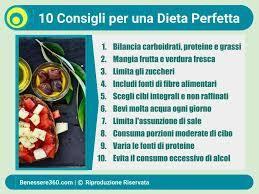 10 Consigli per una Dieta Perfetta
1. Bilancia carboidrati, proteine e grassi
2. Mangia frutta e verdura fresca
3. Limita gli zuccheri
4. Includi fonti di fibre alimentari
5. Scegli cibi integrali e non raffinati
6. Bevi molta acqua ogni giorno
7. Limita l'assunzione di sale
8. Consuma porzioni moderate di cibo
9. Varia le fonti di proteine
10. Evita il consumo eccessivo di alcol
Benessere360.com | © Riproduzione Riservata